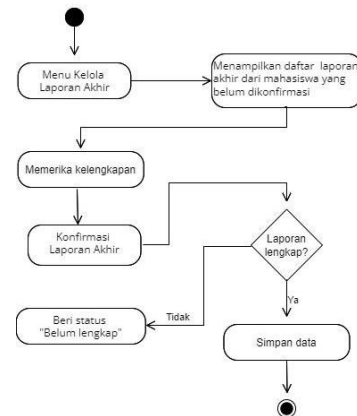 Menu Kelola
Laporan Akhir
Menampilkan daftar laporan
akhir dari mahasiswa yang
belum dikonfirmasi
Memerika kelengkapan
Konfirmasi
Laporan Akhir
Laporan
lengkap?
Tidak
Ya
Beri status
"Belum lengkap"
Simpan data